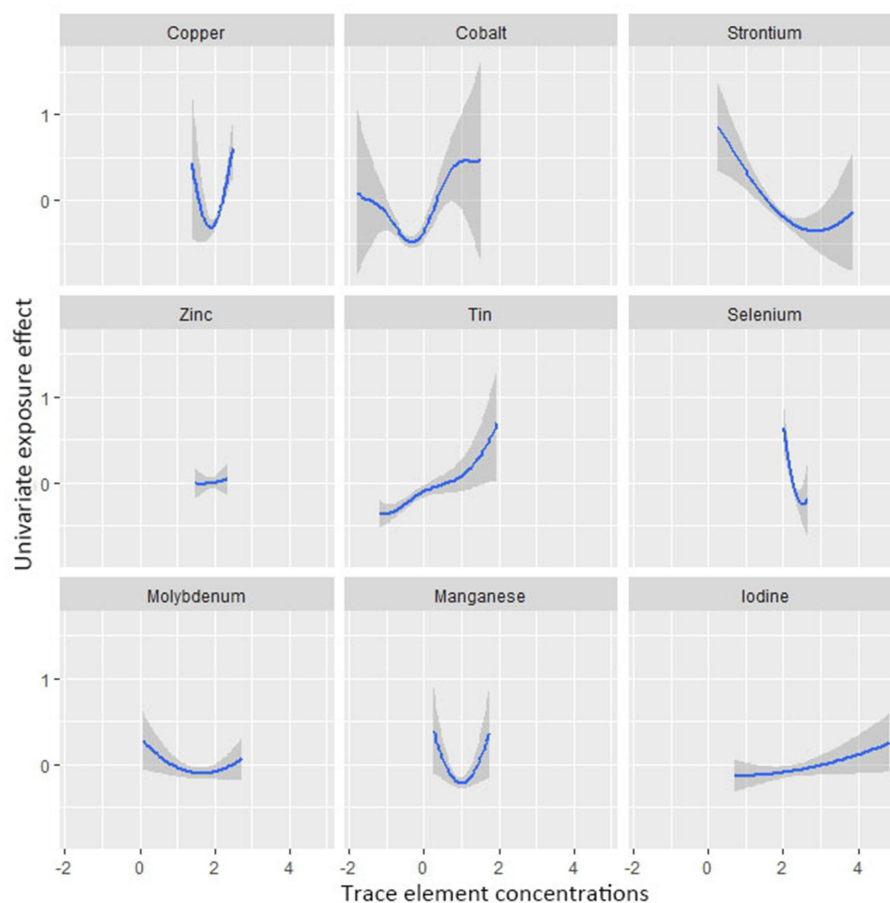 Copper Cobalt Strontium
1
0
Zinc Tin Selenium
1
0
Univariate exposure effect
Molybdenum Manganese Iodine
1
0
-2 0 2 4 -2 0 2 4 -2 0 2 4
Trace element concentrations